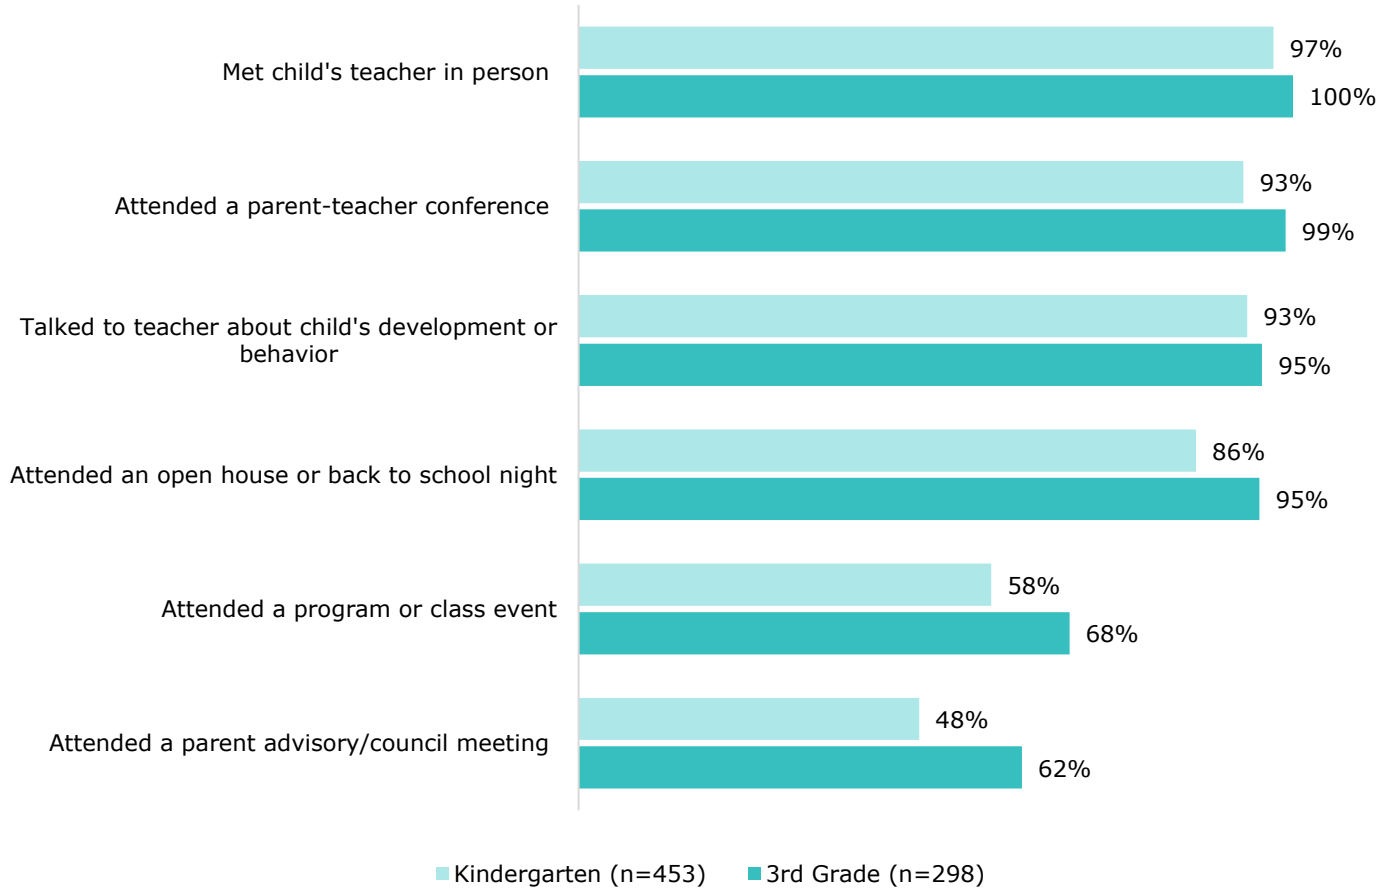 Met child's teacher in person
97%
100%
Attended a parent-teacher conference
93%
99%
Talked to teacher about child's development or
behavior
93%
95%
Attended an open house or back to school night
86%
95%
Attended a program or class event
58%
68%
Attended a parent advisory/council meeting
48%
62%
Kindergarten (n=453) 3rd Grade (n=298)